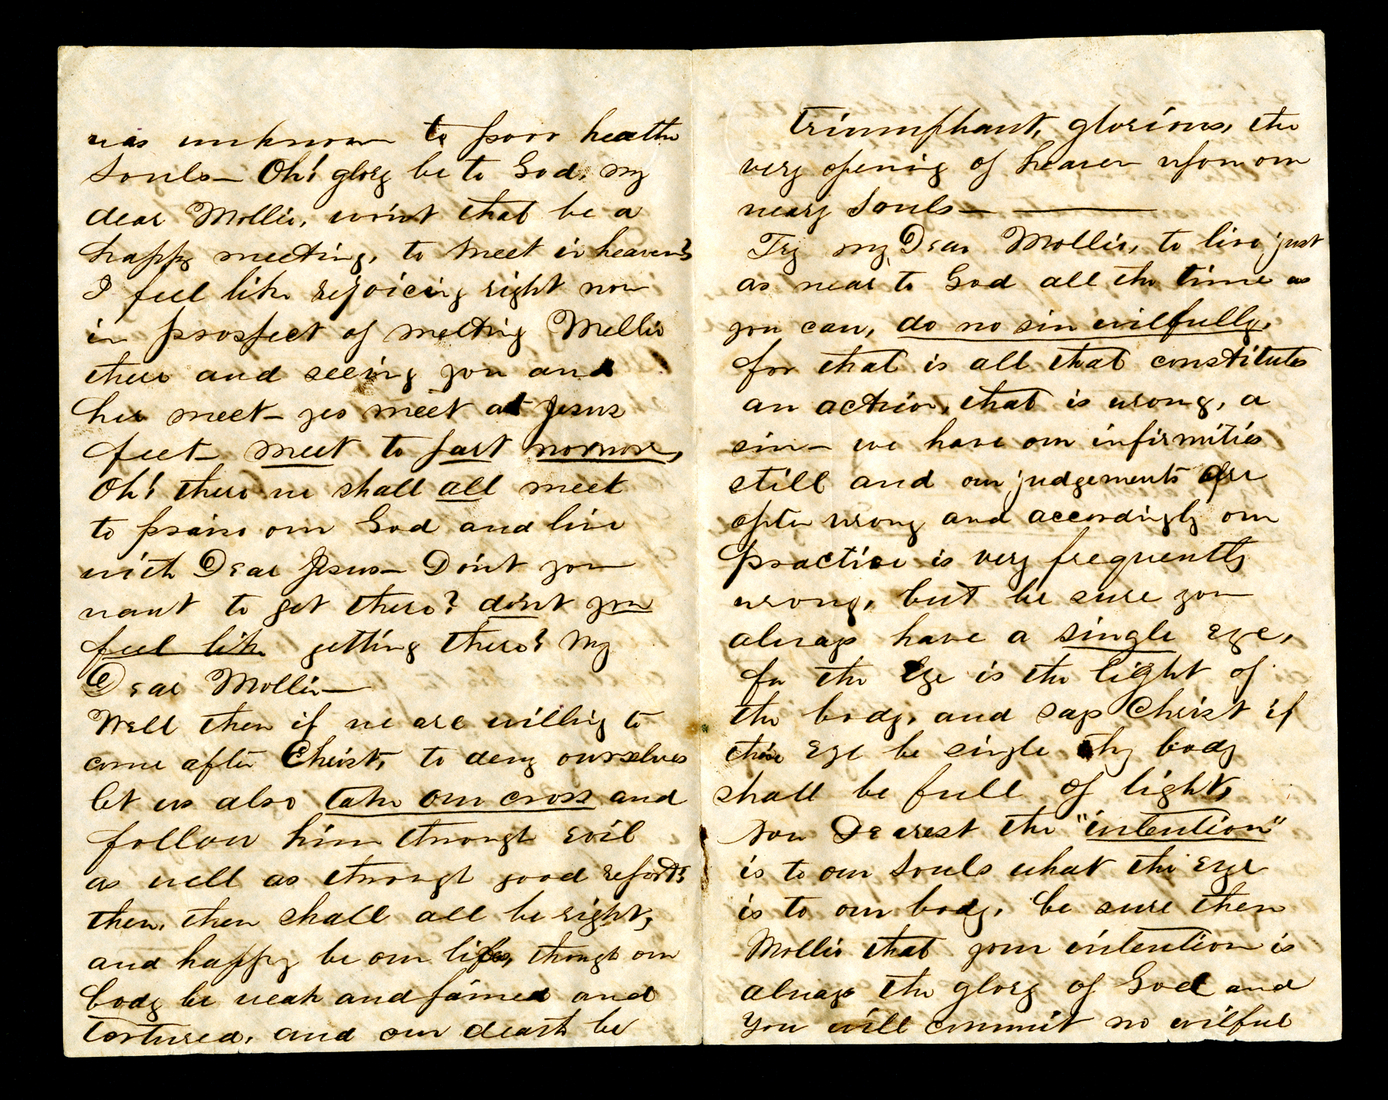 was unknown to poor heathe
Souls— Oh! glory be to God, my
dear Mollie, won't that be a
happy meeting, to meet in heaven?
I feel like rejoicing right now
in prospect of meeting Mellie
there and seeing you and
her meet— yes meet at Jesus
feet— meet to part nomore,
Oh! there we shall all meet
to praise our God and live
with Dear Jesus— Don't you
want to get there? don't you
feel like getting there? My
Dear Mollie—
Well then if we are willing to
come after Christ, to deny ourselves
let us also take our cross and
follow him through evil
as well as through good reports
then, then shall all be right,
and happy be our life, though our
body be weak and pained and
tortured, and our death be
triumphant, glorious, the
very opening of heaven upon our
weary Souls—
Try my Dear Mollie, to live just
as near to God all the time as
you can, do no sin wilfully,
for that is all that constitutes
an action, that is wrong, a
sin— we have our infirmities
still and our judgements are
often wrong and accordingly our
practice is very frequently
wrong, but be sure you
always have a single eye,
for the Eye is the light of
the body, and says Christ if
thine eye be single thy body
shall be full of light,
Now Dearest the "intention"
is to our Souls what the eye
is to our body, be sure then
Mollie that your intention is
always the glory of God and
You will commit no wilful